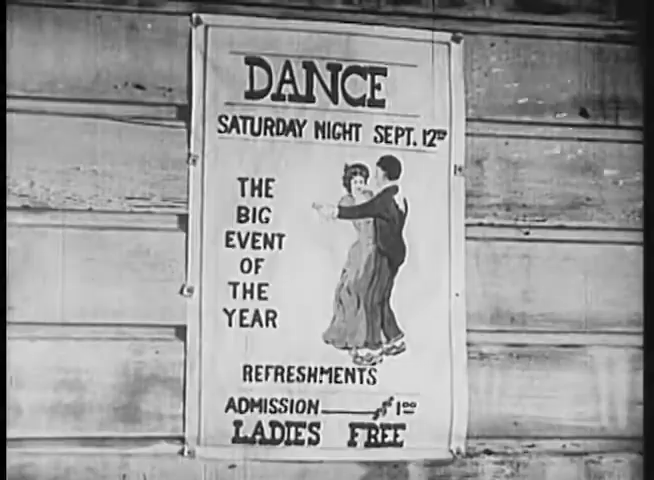 DANCE
SATURDAY NIGHT SEPT. 12TH
THE
BIG
EVENT
OF
THE
YEAR
REFRESHMENTS
ADMISSION $1.00
LADIES FREE